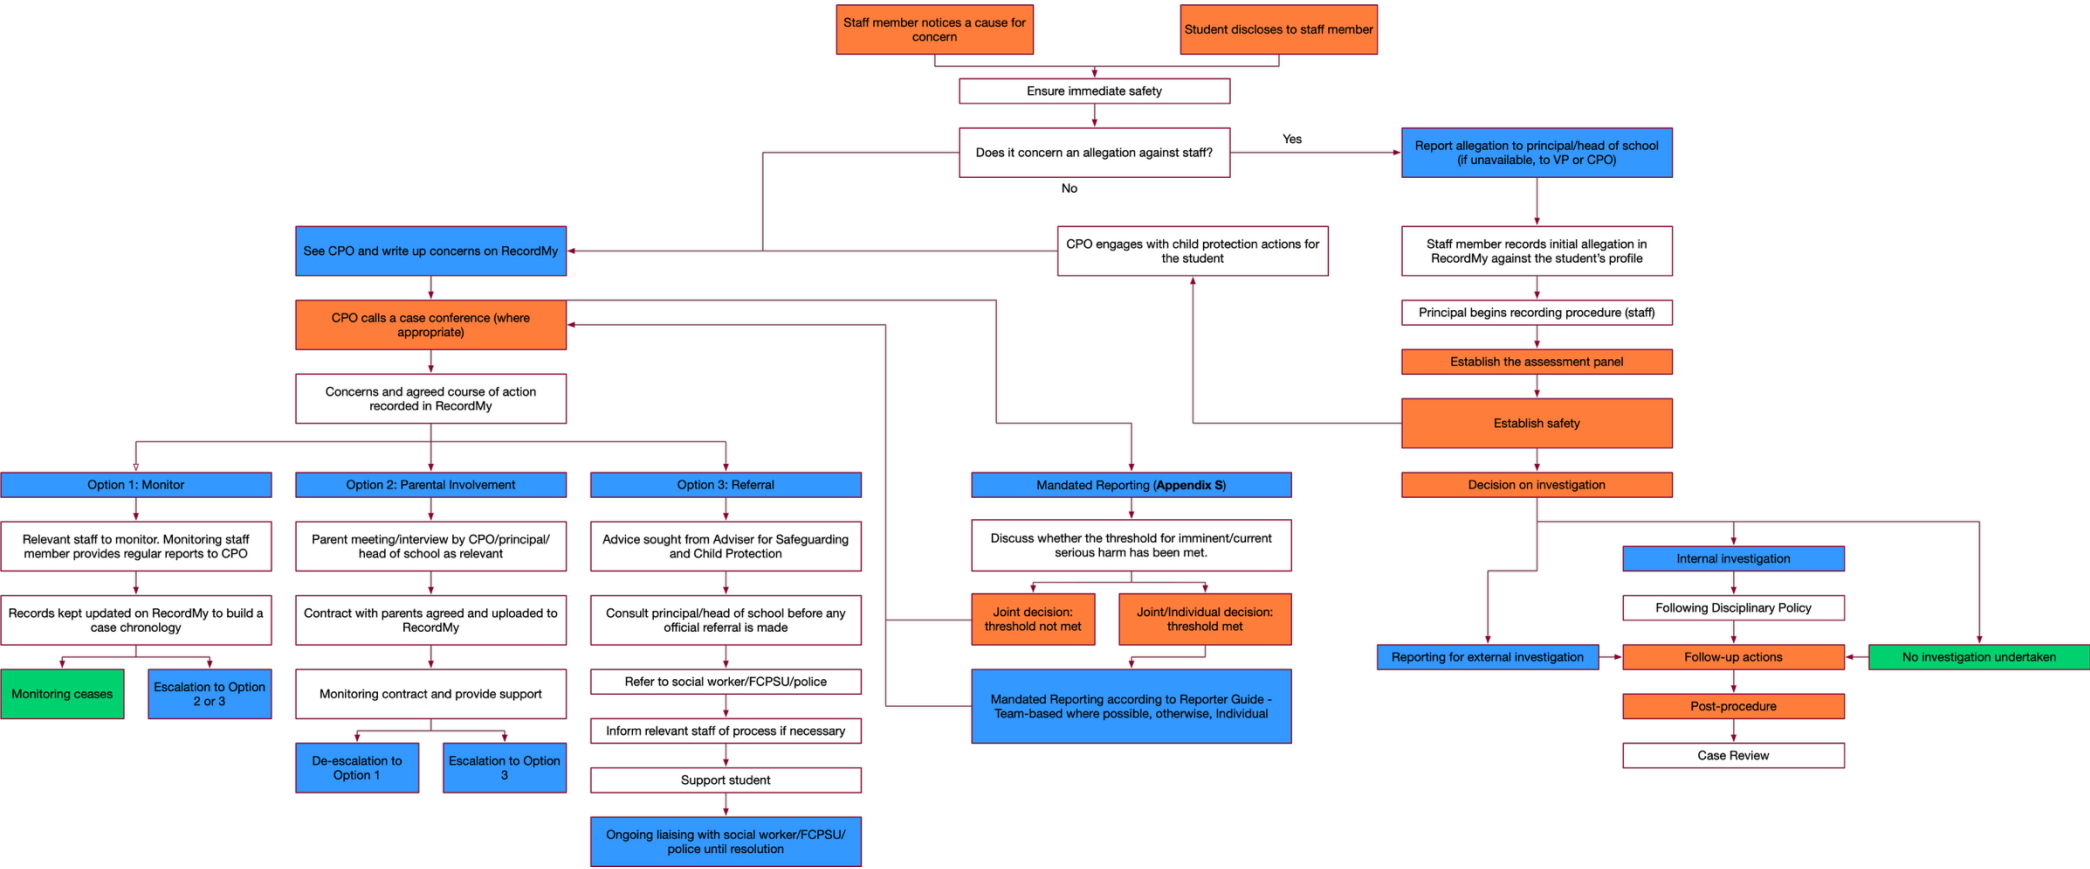 Staff member notices a cause for
concern
Student discloses to staff member
Ensure immediate safety
Does it concern an allegation against staff?
Yes
No
Report allegation to principal/head of school
(if unavailable, to VP or CPO)
See CPO and write up concerns on RecordMy
CPO engages with child protection actions for
the student
Staff member records initial allegation in
RecordMy against the student's profile
CPO calls a case conference (where
appropriate)
Principal begins recording procedure (staff)
Establish the assessment panel
Concerns and agreed course of action
recorded in RecordMy
Establish safety
Option 1: Monitor
Option 2: Parental Involvement
Option 3: Referral
Mandated Reporting (Appendix S)
Decision on investigation
Relevant staff to monitor. Monitoring staff
member provides regular reports to CPO
Parent meeting/interview by CPO/principal/
head of school as relevant
Advice sought from Adviser for Safeguarding
and Child Protection
Discuss whether the threshold for imminent/current
serious harm has been met.
Internal investigation
Records kept updated on RecordMy to build a
case chronology
Contract with parents agreed and uploaded to
RecordMy
Consult principal/head of school before any
official referral is made
Joint decision:
threshold not met
Joint/Individual decision:
threshold met
Following Disciplinary Policy
Reporting for external investigation
Follow-up actions
No investigation undertaken
Monitoring ceases
Escalation to Option
2 or 3
Monitoring contract and provide support
Refer to social worker/FCPSU/police
Mandated Reporting according to Reporter Guide -
Team-based where possible, otherwise, Individual
Post-procedure
Inform relevant staff of process if necessary
De-escalation to
Option 1
Escalation to Option
3
Case Review
Support student
Ongoing liaising with social worker/FCPSU/
police until resolution